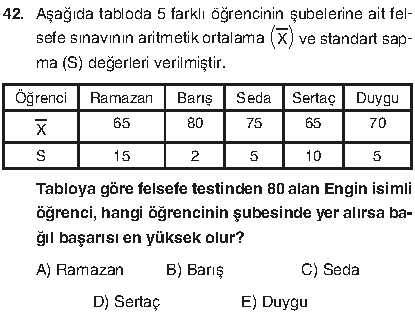 42. Aşağıda tabloda 5 farklı öğrencinin şubelerine ait fel-
sefe sınavının aritmetik ortalama (X̅) ve standart sap-
ma (S) değerleri verilmiştir.
Öğrenci Ramazan Barış Seda Sertaç Duygu
X̅ 65 80 75 65 70
S 15 2 5 10 5
Tabloya göre felsefe testinden 80 alan Engin isimli
öğrenci, hangi öğrencinin şubesinde yer alırsa ba-
ğıl başarısı en yüksek olur?
A) Ramazan B) Barış C) Seda
D) Sertaç E) Duygu